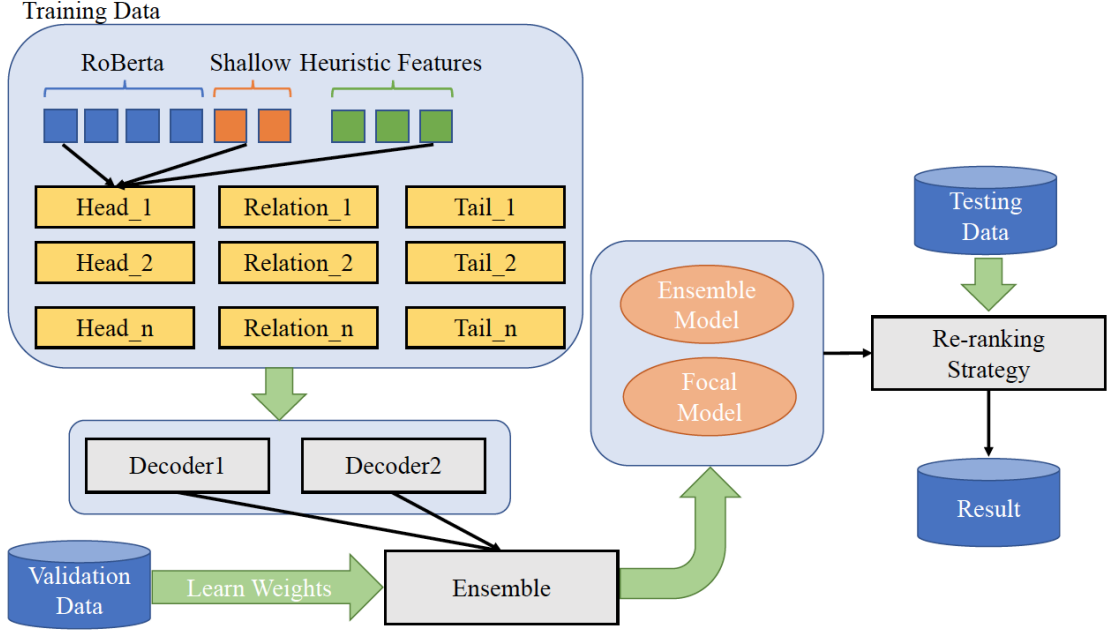 Training Data
RoBerta Shallow Heuristic Features
Head_1 Relation_1 Tail_1
Head_2 Relation_2 Tail_2
Head_n Relation_n Tail_n
Decoder1 Decoder2
Validation
Data
Learn Weights
Ensemble
Ensemble
Model
Focal
Model
Testing
Data
Re-ranking
Strategy
Result